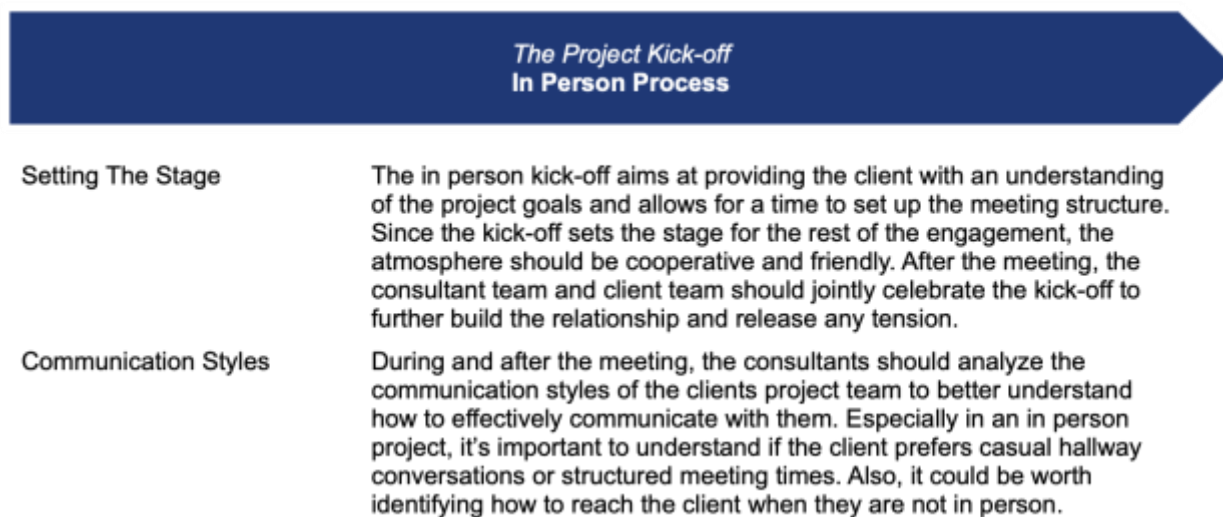 The Project Kick-off
In Person Process
Setting The Stage
The in person kick-off aims at providing the client with an understanding
of the project goals and allows for a time to set up the meeting structure.
Since the kick-off sets the stage for the rest of the engagement, the
atmosphere should be cooperative and friendly. After the meeting, the
consultant team and client team should jointly celebrate the kick-off to
further build the relationship and release any tension.
Communication Styles
During and after the meeting, the consultants should analyze the
communication styles of the clients project team to better understand
how to effectively communicate with them. Especially in an in person
project, it's important to understand if the client prefers casual hallway
conversations or structured meeting times. Also, it could be worth
identifying how to reach the client when they are not in person.